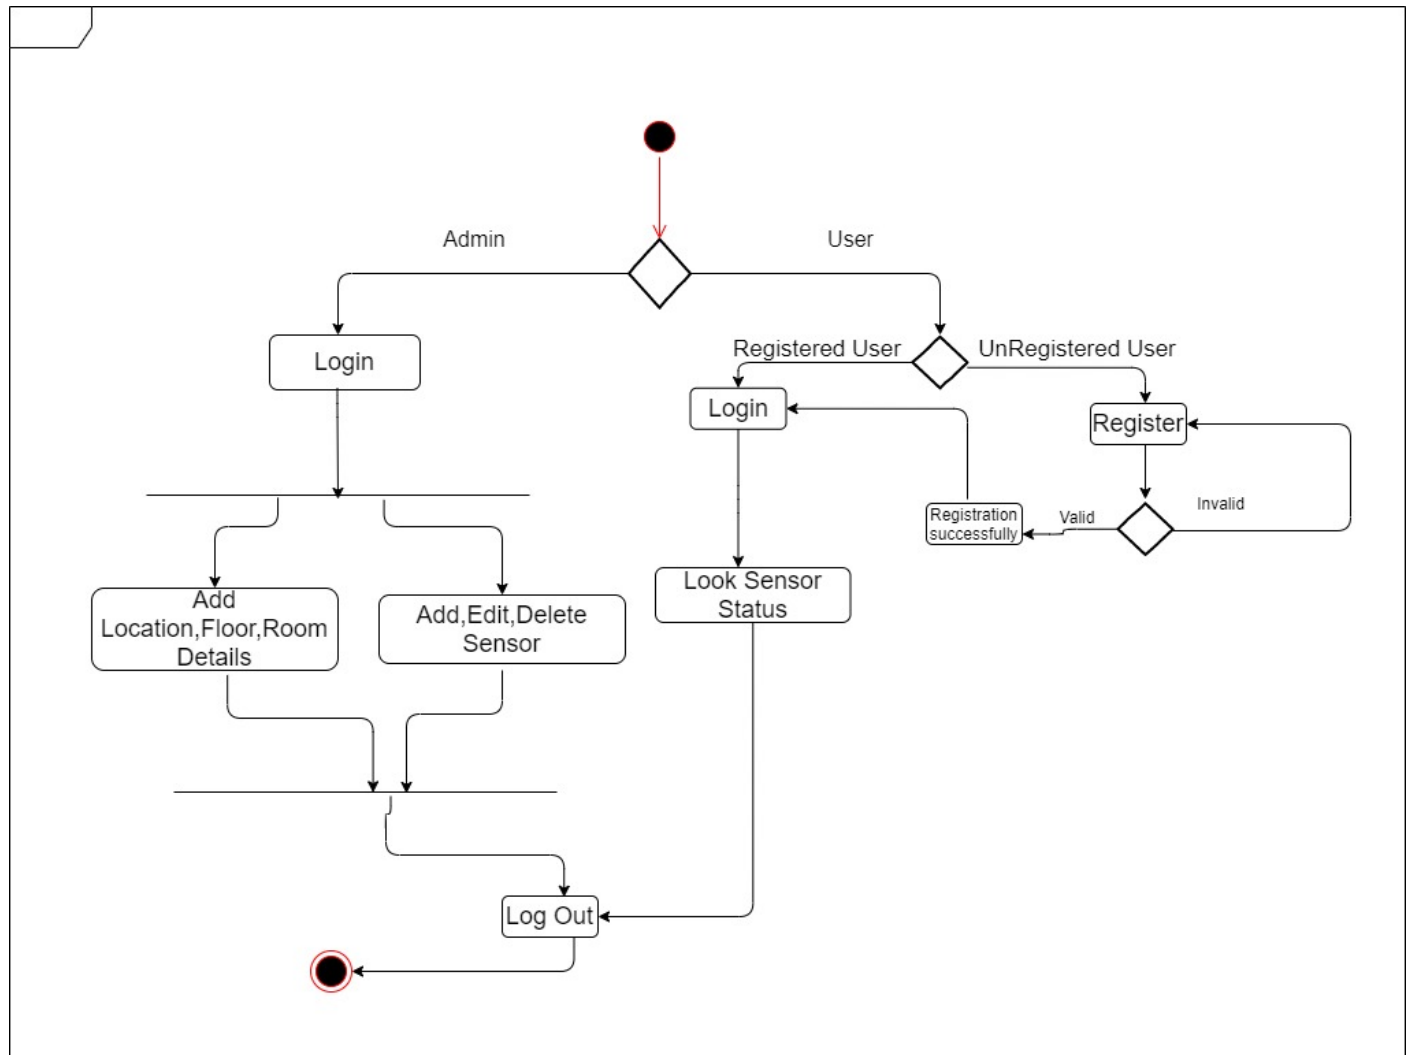 Admin
User
Login
Registered User
UnRegistered User
Login
Register
Registration
successfully
Valid
Invalid
Add
Location,Floor,Room
Details
Add,Edit,Delete
Sensor
Look Sensor
Status
Log Out